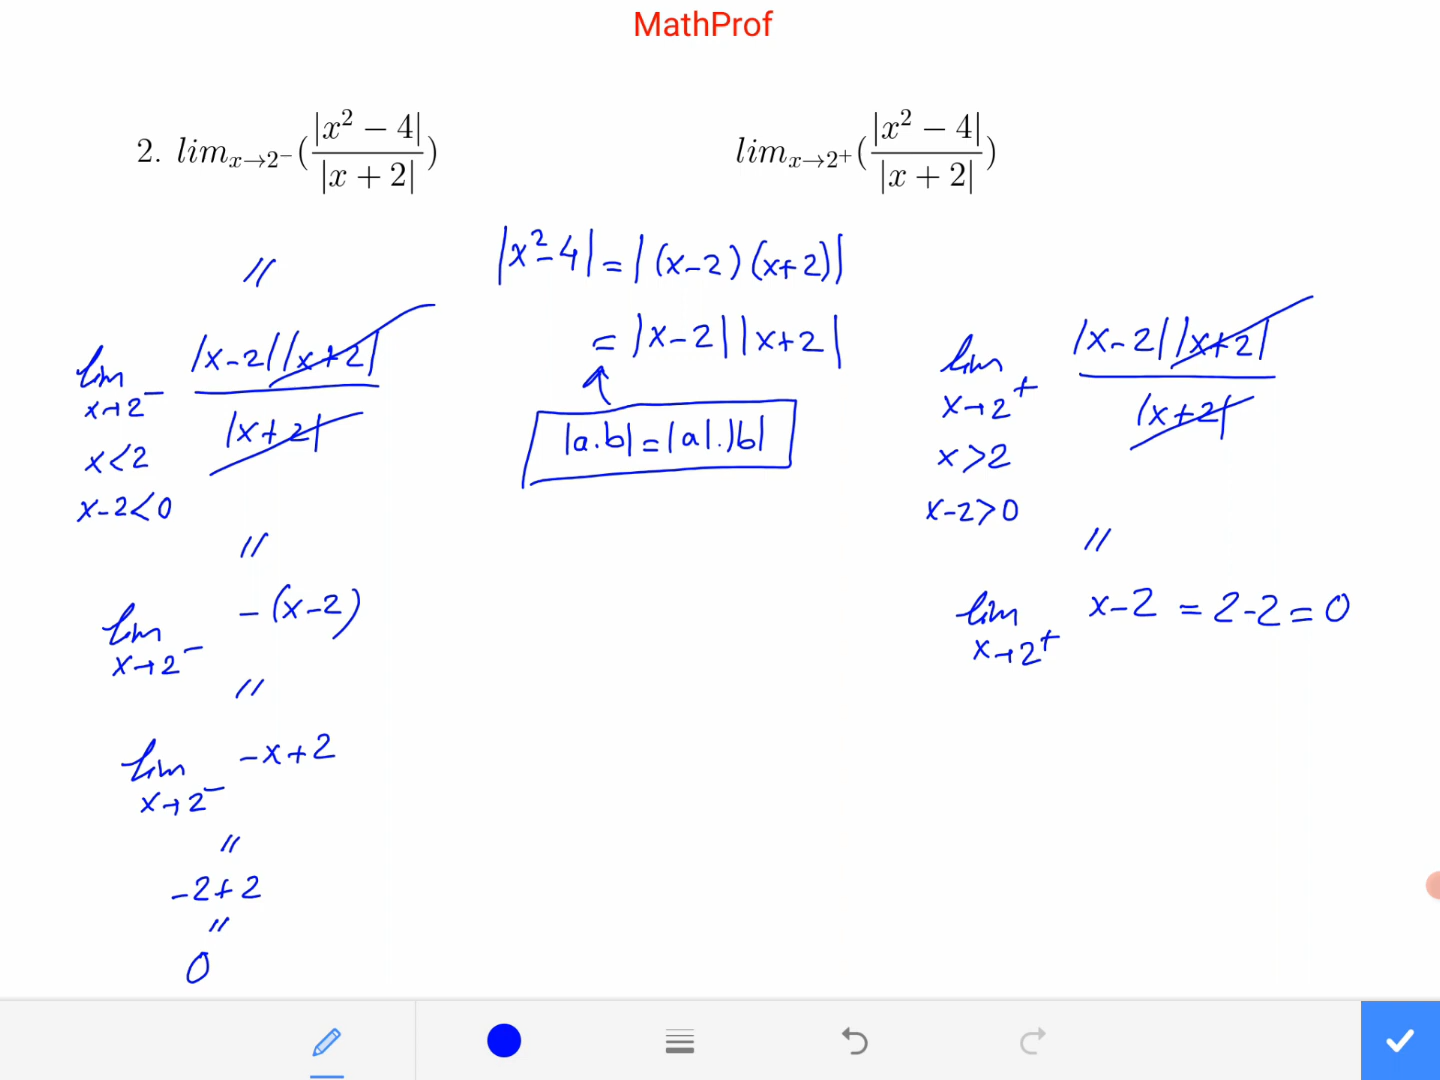 MathProf
2. lim_{x→2⁻}(|x² − 4| / |x + 2|)
lim_{x→2⁺}(|x² − 4| / |x + 2|)
|x²-4| = |(x-2)(x+2)|
= |x-2||x+2|
|a.b| = |a|.|b|
//
lim x→2⁻ |x-2||x+2| / |x+2|
x<2
x-2<0
//
lim x→2⁻ -(x-2)
//
lim x→2⁻ -x+2
//
-2+2
//
0
lim x→2⁺ |x-2||x+2| / |x+2|
x>2
x-2>0
//
lim x→2⁺ x-2 = 2-2 = 0